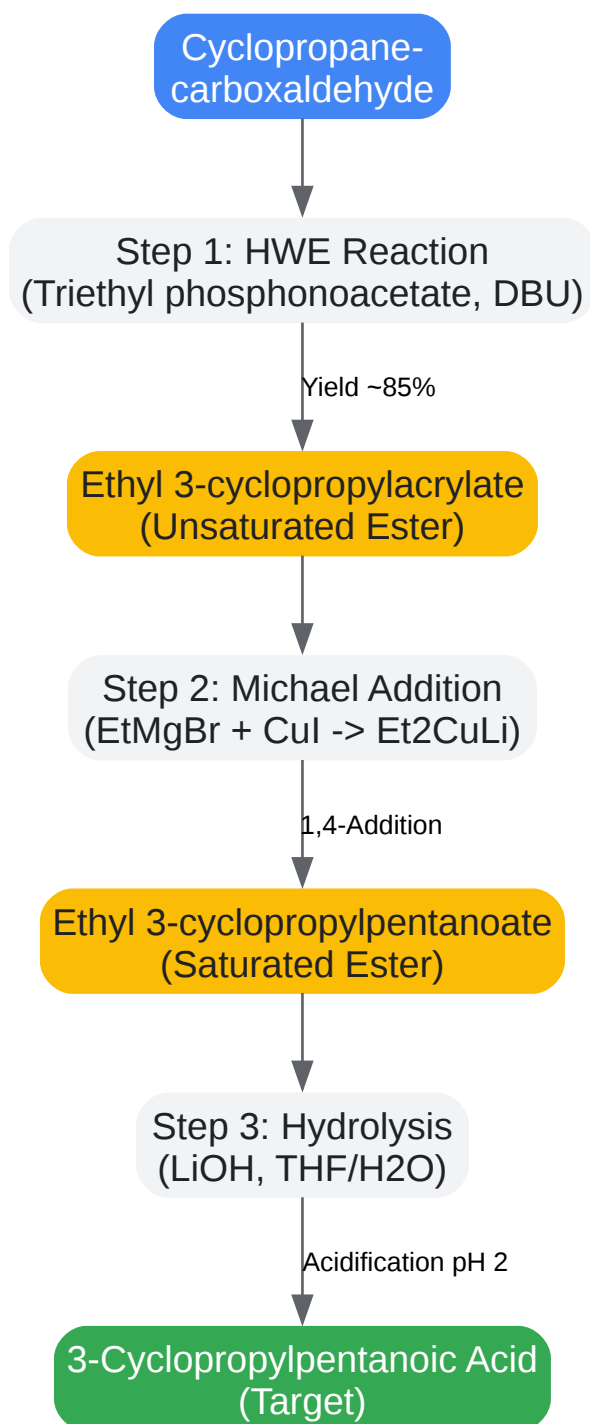 Cyclopropane-
carboxaldehyde
Step 1: HWE Reaction
(Triethyl phosphonoacetate, DBU)
Yield ~85%
Ethyl 3-cyclopropylacrylate
(Unsaturated Ester)
Step 2: Michael Addition
(EtMgBr + CuI -> Et2CuLi)
1,4-Addition
Ethyl 3-cyclopropylpentanoate
(Saturated Ester)
Step 3: Hydrolysis
(LiOH, THF/H2O)
Acidification pH 2
3-Cyclopropylpentanoic Acid
(Target)